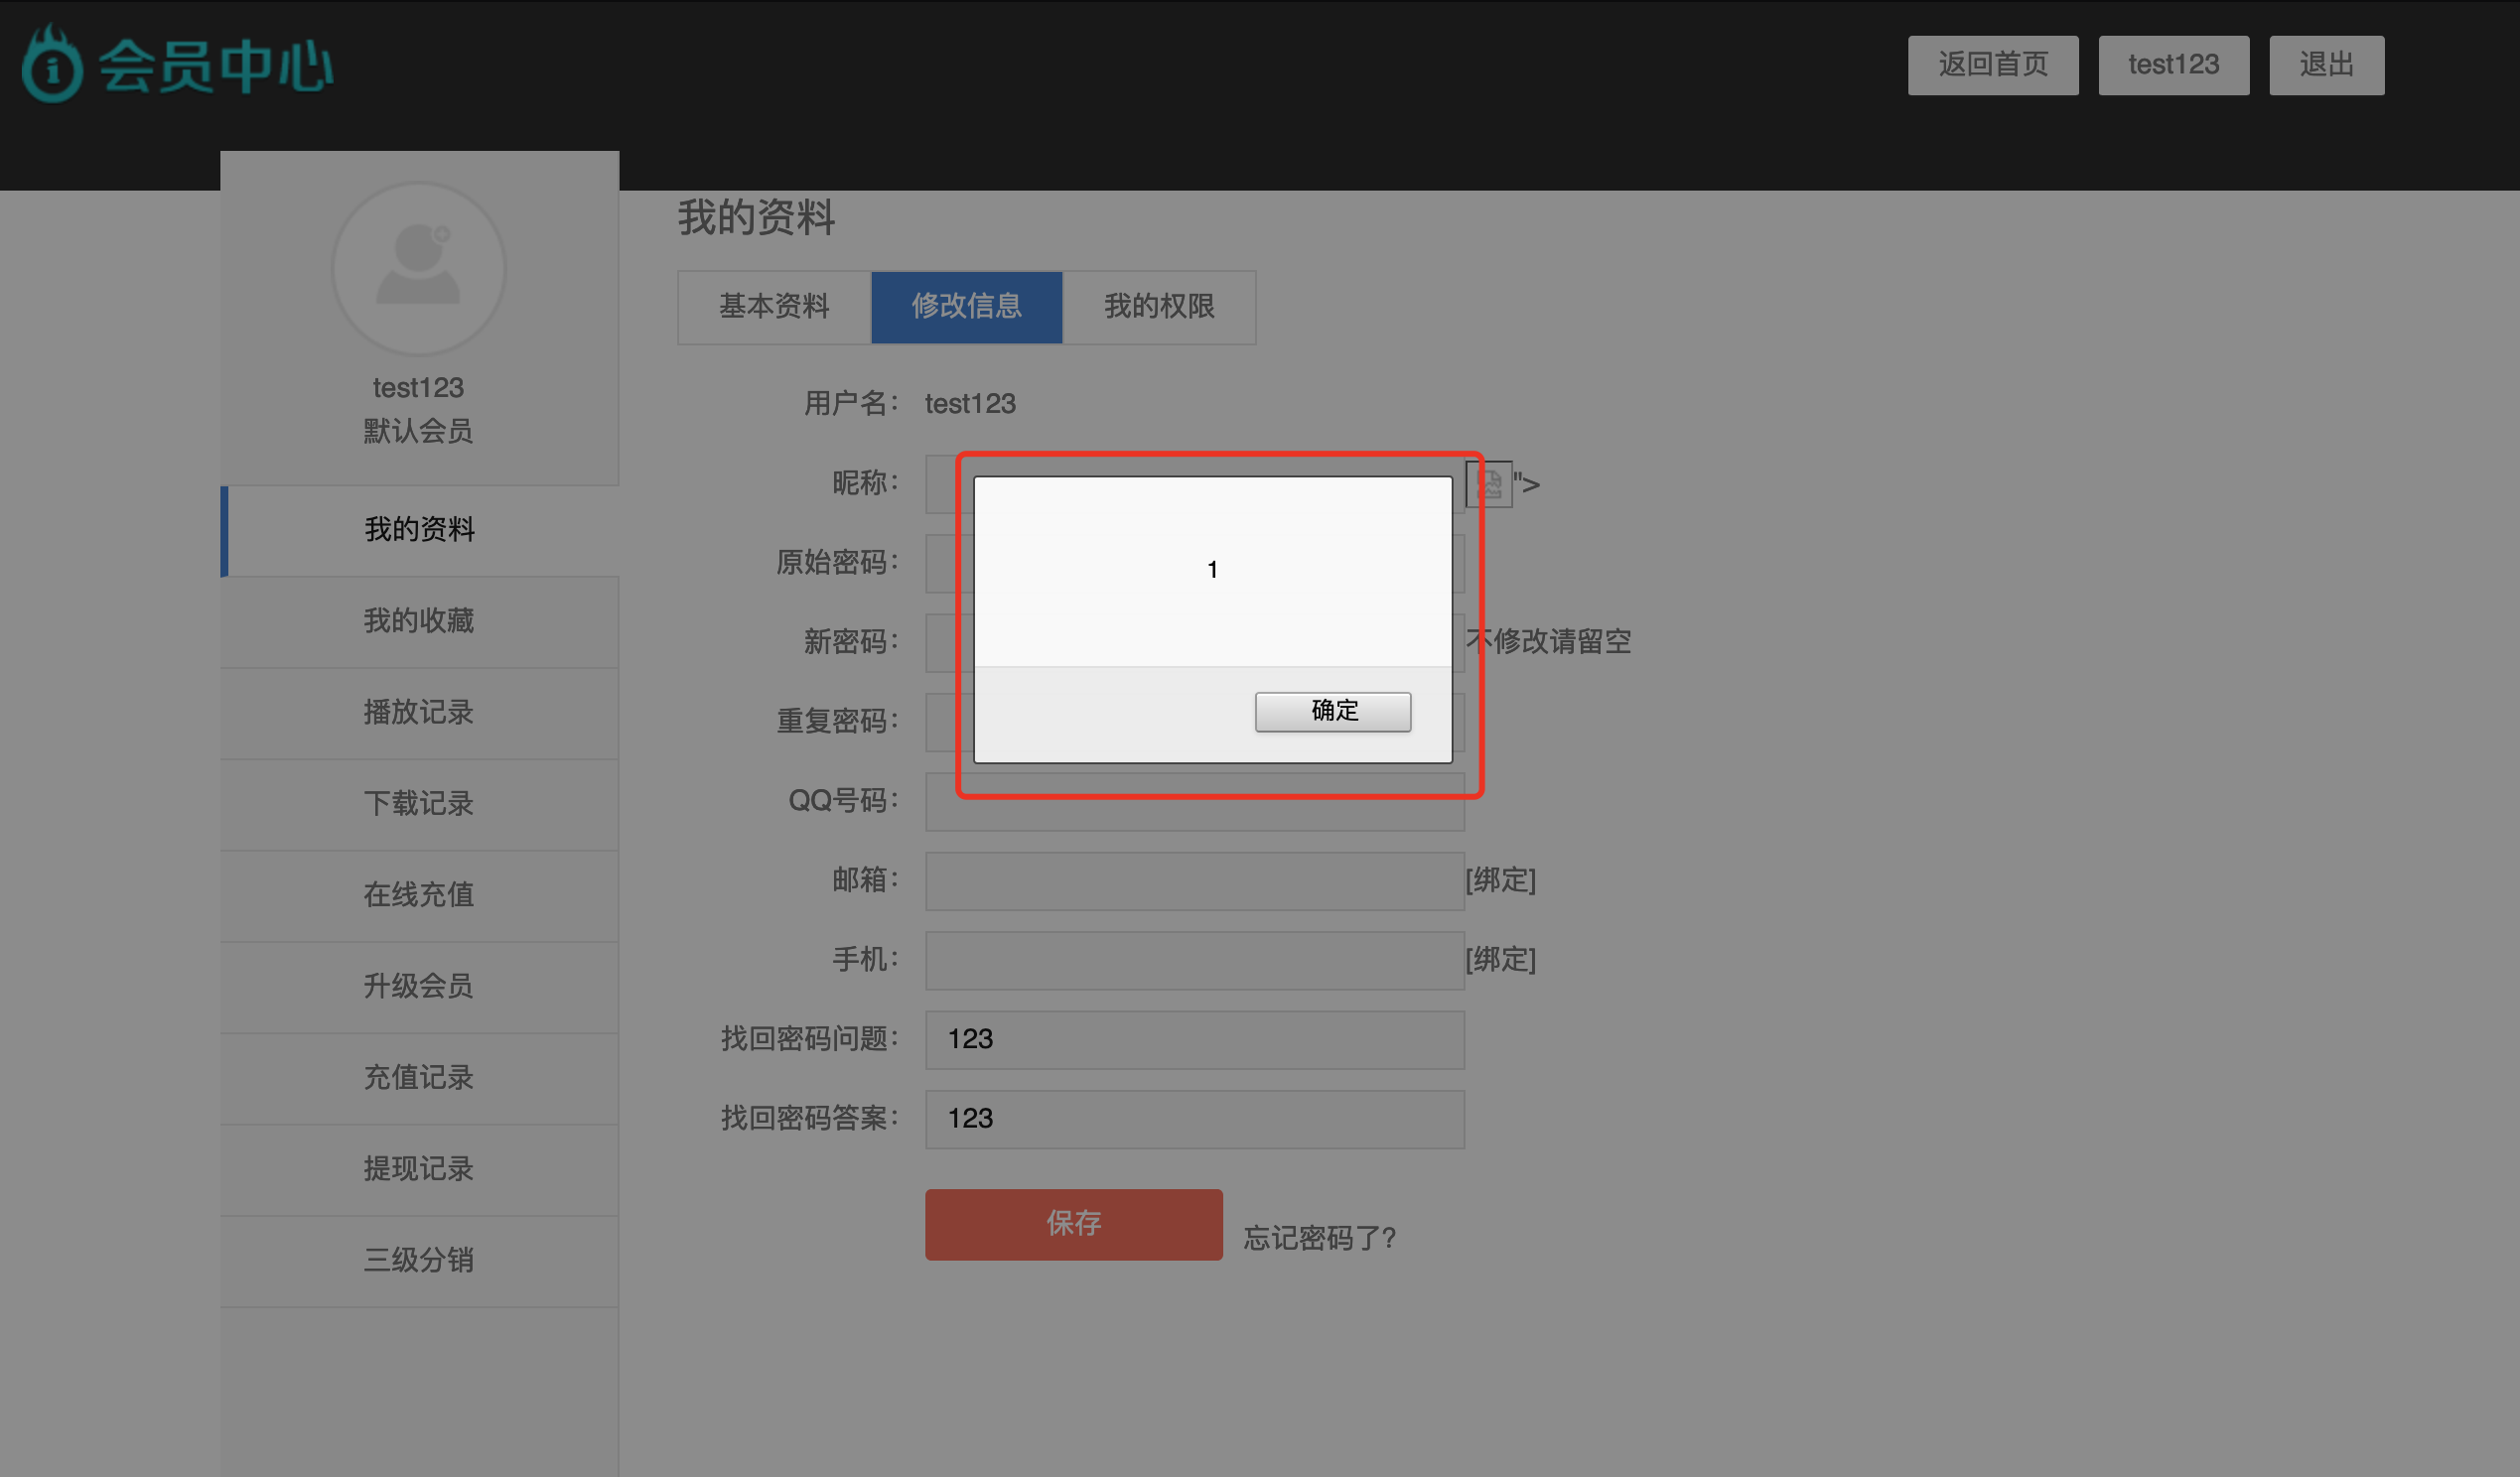 会员中心
返回首页 test123 退出
test123
默认会员
我的资料
我的收藏
播放记录
下载记录
在线充值
升级会员
充值记录
提现记录
三级分销
我的资料
基本资料 修改信息 我的权限
用户名： test123
昵称： ">
原始密码：
新密码： 不修改请留空
重复密码：
QQ号码：
邮箱： [绑定]
手机： [绑定]
找回密码问题： 123
找回密码答案： 123
保存 忘记密码了?
1
确定